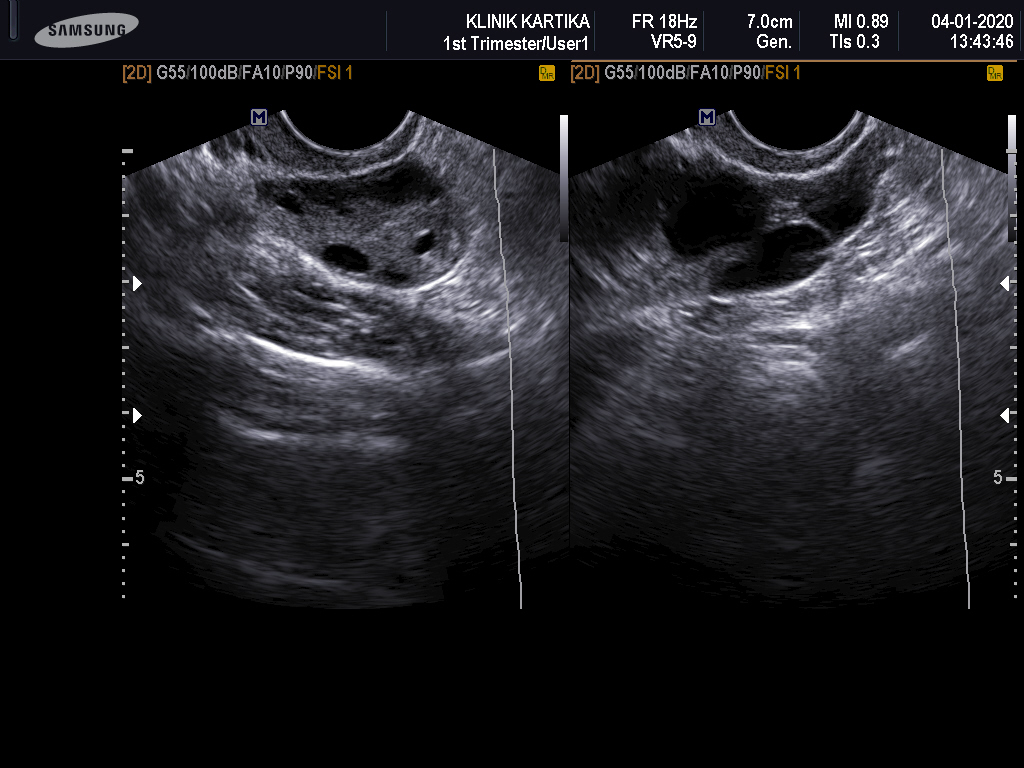 SAMSUNG
KLINIK KARTIKA
1st Trimester/User1
FR 18Hz
VR5-9
7.0cm
Gen.
MI 0.89
TIs 0.3
04-01-2020
13:43:46
[2D] G55/100dB/FA10/P90/FSI 1
[2D] G55/100dB/FA10/P90/FSI 1
M
M
5
5